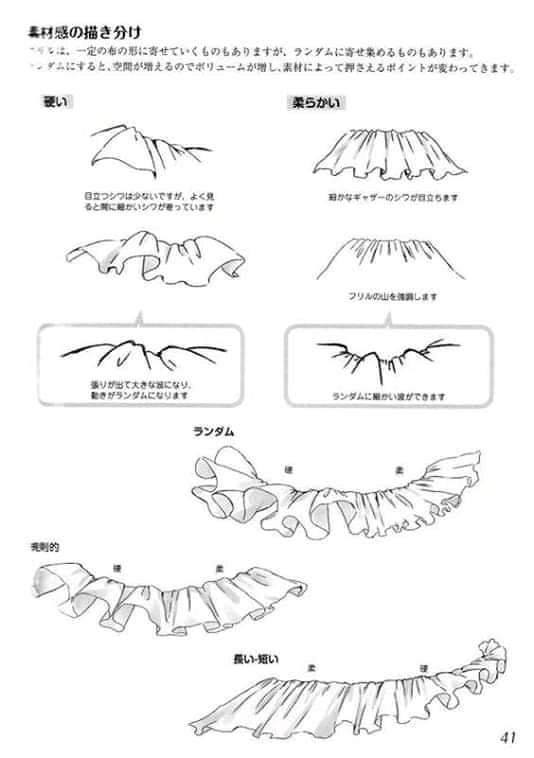 素材感の描き分け
フリルは、一定の布の形に寄せていくものもありますが、ランダムに寄せ集めるものもあります。
ランダムにすると、空間が増えるのでボリュームが増し、素材によって押さえるポイントが変わってきます。
硬い
柔らかい
目立つシワは少ないですが、よく見
ると間に細かいシワが寄っています
細かなギャザーのシワが目立ちます
フリルの山を強調します
張りが出て大きな波になり、
動きがランダムになります
ランダムに細かい波ができます
ランダム
硬
柔
規則的
硬
柔
長い-短い
柔
硬
41